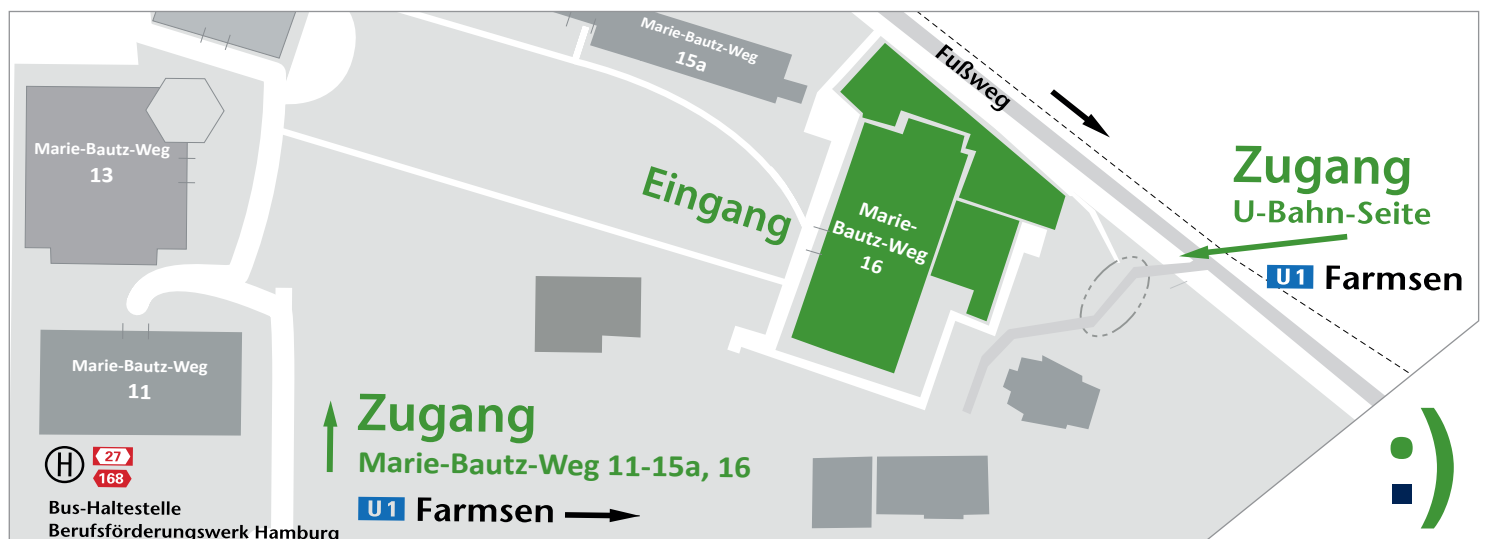 Marie-Bautz-Weg
15a
Fußweg
Marie-Bautz-Weg
13
Zugang
U-Bahn-Seite
U1 Farmsen
Eingang
Marie-
Bautz-Weg
16
Marie-Bautz-Weg
11
Zugang
Marie-Bautz-Weg 11-15a, 16
U1 Farmsen
H
27
168
Bus-Haltestelle
Berufsförderungswerk Hamburg